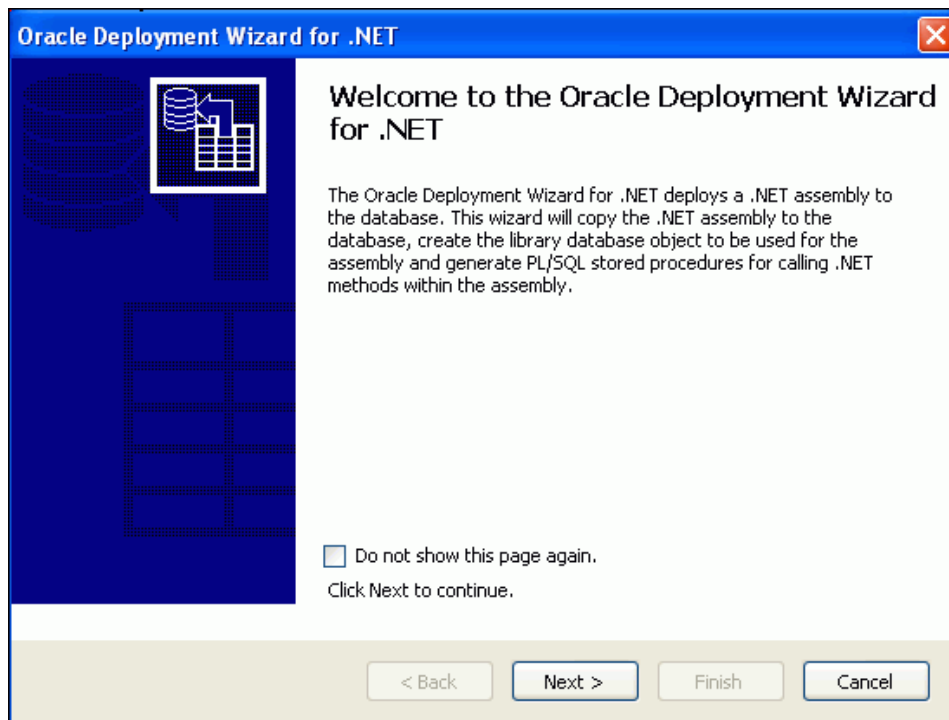 Oracle Deployment Wizard for .NET
Welcome to the Oracle Deployment Wizard
for .NET
The Oracle Deployment Wizard for .NET deploys a .NET assembly to
the database. This wizard will copy the .NET assembly to the
database, create the library database object to be used for the
assembly and generate PL/SQL stored procedures for calling .NET
methods within the assembly.
Do not show this page again.
Click Next to continue.
< Back Next > Finish Cancel